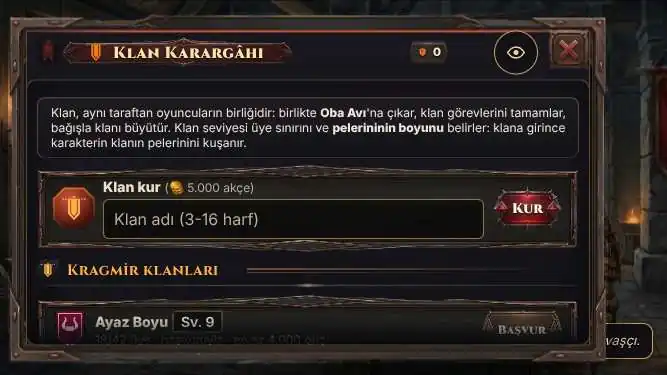 KLAN KARARGÂHI
0
Klan, aynı taraftan oyuncuların birliğidir: birlikte Oba Avı'na çıkar, klan görevlerini tamamlar,
bağışla klanı büyütür. Klan seviyesi üye sınırını ve pelerininin boyunu belirler: klana girince
karakterin klanın pelerinini kuşanır.
Klan kur (5.000 akçe)
Klan adı (3-16 harf)
KUR
KRAGMİR KLANLARI
Ayaz Boyu Sv. 9
BAŞVUR
vaşçı.